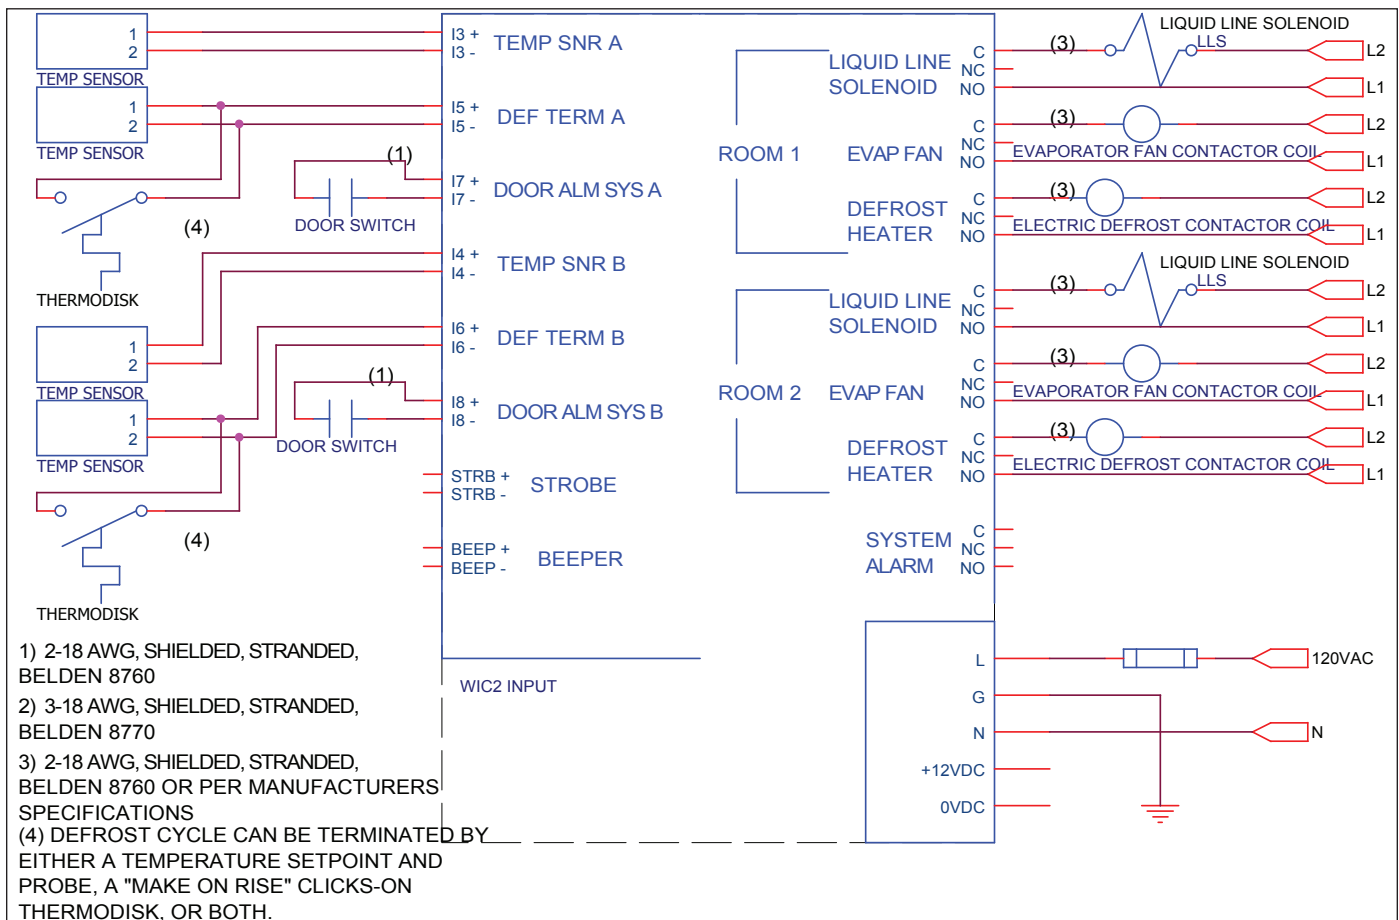 1
2
TEMP SENSOR
1
2
TEMP SENSOR
(4)
THERMODISK
1
2
TEMP SENSOR
1
2
TEMP SENSOR
(4)
THERMODISK
(1)
DOOR SWITCH
(1)
DOOR SWITCH
I3 +
I3 -
TEMP SNR A
I5 +
I5 -
DEF TERM A
I7 +
I7 -
DOOR ALM SYS A
I4 +
I4 -
TEMP SNR B
I6 +
I6 -
DEF TERM B
I8 +
I8 -
DOOR ALM SYS B
STRB +
STRB -
STROBE
BEEP +
BEEP -
BEEPER
WIC2 INPUT
ROOM 1
LIQUID LINE
SOLENOID
C
NC
NO
(3)
LIQUID LINE SOLENOID
LLS
L2
L1
EVAP FAN
C
NC
NO
(3)
EVAPORATOR FAN CONTACTOR COIL
L2
L1
DEFROST
HEATER
C
NC
NO
(3)
ELECTRIC DEFROST CONTACTOR COIL
L2
L1
ROOM 2
LIQUID LINE
SOLENOID
C
NC
NO
(3)
LIQUID LINE SOLENOID
LLS
L2
L1
EVAP FAN
C
NC
NO
(3)
EVAPORATOR FAN CONTACTOR COIL
L2
L1
DEFROST
HEATER
C
NC
NO
(3)
ELECTRIC DEFROST CONTACTOR COIL
L2
L1
SYSTEM
ALARM
C
NC
NO
L
G
N
+12VDC
0VDC
120VAC
N
1) 2-18 AWG, SHIELDED, STRANDED,
BELDEN 8760
2) 3-18 AWG, SHIELDED, STRANDED,
BELDEN 8770
3) 2-18 AWG, SHIELDED, STRANDED,
BELDEN 8760 OR PER MANUFACTURERS
SPECIFICATIONS
(4) DEFROST CYCLE CAN BE TERMINATED BY
EITHER A TEMPERATURE SETPOINT AND
PROBE, A "MAKE ON RISE" CLICKS-ON
THERMODISK, OR BOTH.